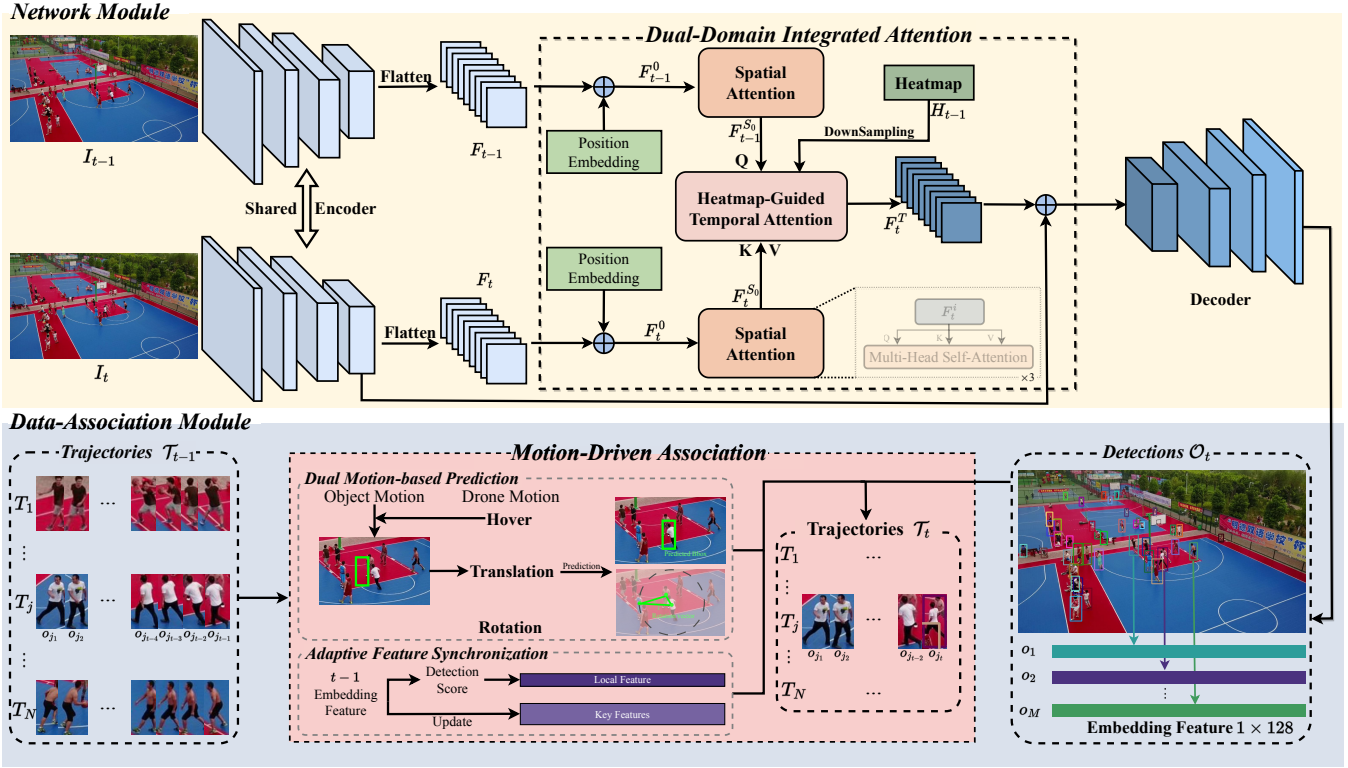 Network Module
Dual-Domain Integrated Attention
Flatten
$F_{t-1}^{0}$
Spatial
Attention
Heatmap
$H_{t-1}$
DownSampling
$I_{t-1}$
$F_{t-1}$
Position
Embedding
$F_{t-1}^{S_0}$
Q
Heatmap-Guided
Temporal Attention
$F_t^T$
Shared Encoder
K V
Position
Embedding
$F_t$
$F_t^{S_0}$
Flatten
$F_t^0$
Spatial
Attention
$F_t^i$
Q K V
Multi-Head Self-Attention
×3
Decoder
$I_t$
Data-Association Module
Trajectories $\mathcal{T}_{t-1}$
$T_1$ ...
⋮
$T_j$ ...
$o_{j_1}$ $o_{j_2}$ $o_{j_{t-4}}$ $o_{j_{t-3}}$ $o_{j_{t-2}}$ $o_{j_{t-1}}$
⋮
$T_N$ ...
Motion-Driven Association
Dual Motion-based Prediction
Object Motion Drone Motion
Hover
Translation
Prediction
Rotation
Adaptive Feature Synchronization
$t-1$
Embedding
Feature
Detection
Score
Local Feature
Update
Key Features
Trajectories $\mathcal{T}_t$
$T_1$ ...
⋮
$T_j$ ...
$o_{j_1}$ $o_{j_2}$ $o_{j_{t-2}}$ $o_{j_t}$
⋮
$T_N$ ...
Detections $\mathcal{O}_t$
$o_1$
$o_2$
⋮
$o_M$
Embedding Feature 1 × 128